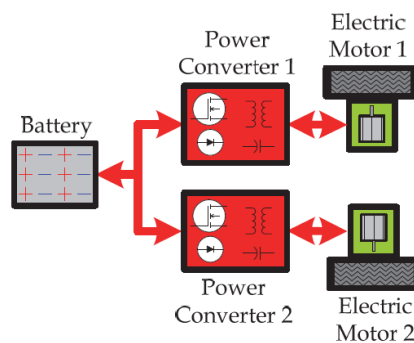 Electric
Motor 1
Power
Converter 1
Battery
Power
Converter 2
Electric
Motor 2